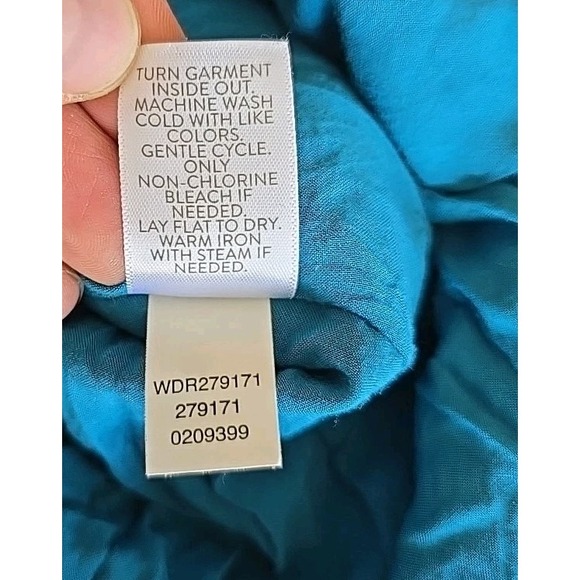 TURN GARMENT
INSIDE OUT.
MACHINE WASH
COLD WITH LIKE
COLORS.
GENTLE CYCLE.
ONLY
NON-CHLORINE
BLEACH IF
NEEDED.
LAY FLAT TO DRY.
WARM IRON
WITH STEAM IF
NEEDED.
WDR279171
279171
0209399